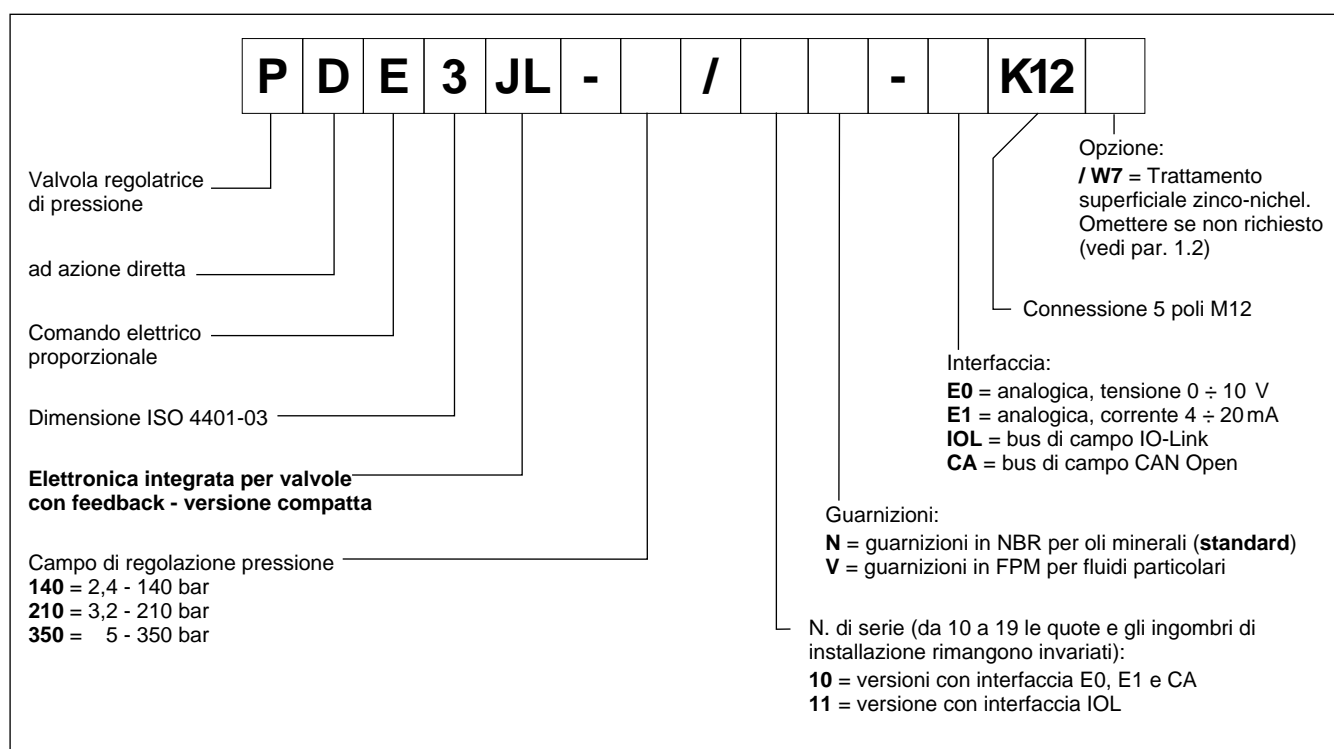 P D E 3 JL - / - K12
Valvola regolatrice
di pressione
ad azione diretta
Comando elettrico
proporzionale
Dimensione ISO 4401-03
Elettronica integrata per valvole
con feedback - versione compatta
Campo di regolazione pressione
140 = 2,4 - 140 bar
210 = 3,2 - 210 bar
350 = 5 - 350 bar
Opzione:
/ W7 = Trattamento
superficiale zinco-nichel.
Omettere se non richiesto
(vedi par. 1.2)
Connessione 5 poli M12
Interfaccia:
E0 = analogica, tensione 0 ÷ 10 V
E1 = analogica, corrente 4 ÷ 20 mA
IOL = bus di campo IO-Link
CA = bus di campo CAN Open
Guarnizioni:
N = guarnizioni in NBR per oli minerali (standard)
V = guarnizioni in FPM per fluidi particolari
N. di serie (da 10 a 19 le quote e gli ingombri di
installazione rimangono invariati):
10 = versioni con interfaccia E0, E1 e CA
11 = versione con interfaccia IOL